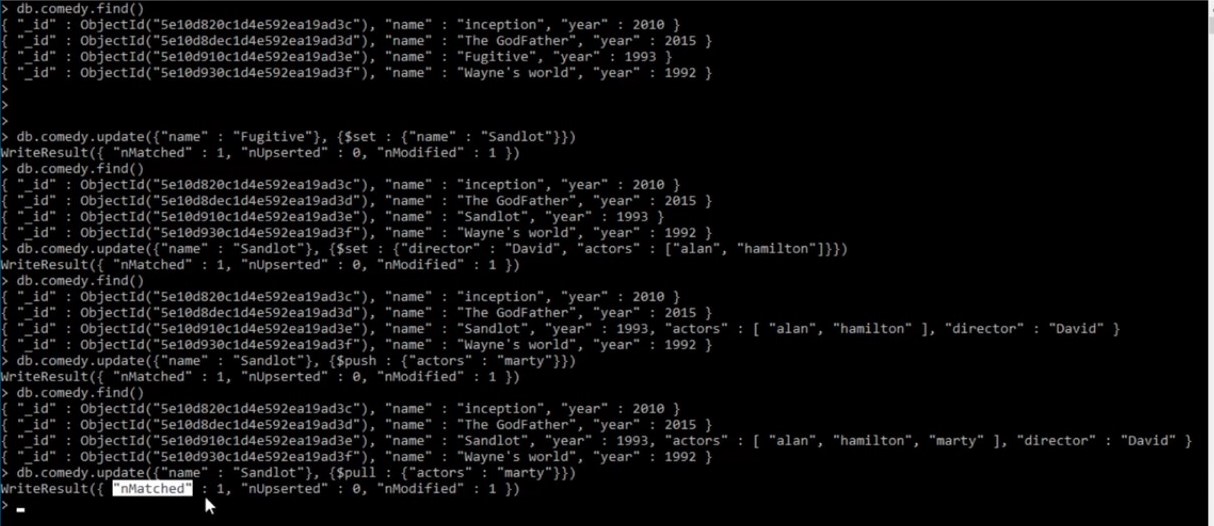 > db.comedy.find()
{ "_id" : ObjectId("5e10d820c1d4e592ea19ad3c"), "name" : "inception", "year" : 2010 }
{ "_id" : ObjectId("5e10d8dec1d4e592ea19ad3d"), "name" : "The GodFather", "year" : 2015 }
{ "_id" : ObjectId("5e10d910c1d4e592ea19ad3e"), "name" : "Fugitive", "year" : 1993 }
{ "_id" : ObjectId("5e10d930c1d4e592ea19ad3f"), "name" : "Wayne's world", "year" : 1992 }
>
>
>
> db.comedy.update({"name" : "Fugitive"}, {$set : {"name" : "Sandlot"}})
WriteResult({ "nMatched" : 1, "nUpserted" : 0, "nModified" : 1 })
> db.comedy.find()
{ "_id" : ObjectId("5e10d820c1d4e592ea19ad3c"), "name" : "inception", "year" : 2010 }
{ "_id" : ObjectId("5e10d8dec1d4e592ea19ad3d"), "name" : "The GodFather", "year" : 2015 }
{ "_id" : ObjectId("5e10d910c1d4e592ea19ad3e"), "name" : "Sandlot", "year" : 1993 }
{ "_id" : ObjectId("5e10d930c1d4e592ea19ad3f"), "name" : "Wayne's world", "year" : 1992 }
> db.comedy.update({"name" : "Sandlot"}, {$set : {"director" : "David", "actors" : ["alan", "hamilton"]}})
WriteResult({ "nMatched" : 1, "nUpserted" : 0, "nModified" : 1 })
> db.comedy.find()
{ "_id" : ObjectId("5e10d820c1d4e592ea19ad3c"), "name" : "inception", "year" : 2010 }
{ "_id" : ObjectId("5e10d8dec1d4e592ea19ad3d"), "name" : "The GodFather", "year" : 2015 }
{ "_id" : ObjectId("5e10d910c1d4e592ea19ad3e"), "name" : "Sandlot", "year" : 1993, "actors" : [ "alan", "hamilton" ], "director" : "David" }
{ "_id" : ObjectId("5e10d930c1d4e592ea19ad3f"), "name" : "Wayne's world", "year" : 1992 }
> db.comedy.update({"name" : "Sandlot"}, {$push : {"actors" : "marty"}})
WriteResult({ "nMatched" : 1, "nUpserted" : 0, "nModified" : 1 })
> db.comedy.find()
{ "_id" : ObjectId("5e10d820c1d4e592ea19ad3c"), "name" : "inception", "year" : 2010 }
{ "_id" : ObjectId("5e10d8dec1d4e592ea19ad3d"), "name" : "The GodFather", "year" : 2015 }
{ "_id" : ObjectId("5e10d910c1d4e592ea19ad3e"), "name" : "Sandlot", "year" : 1993, "actors" : [ "alan", "hamilton", "marty" ], "director" : "David" }
{ "_id" : ObjectId("5e10d930c1d4e592ea19ad3f"), "name" : "Wayne's world", "year" : 1992 }
> db.comedy.update({"name" : "Sandlot"}, {$pull : {"actors" : "marty"}})
WriteResult({ "nMatched" : 1, "nUpserted" : 0, "nModified" : 1 })
>